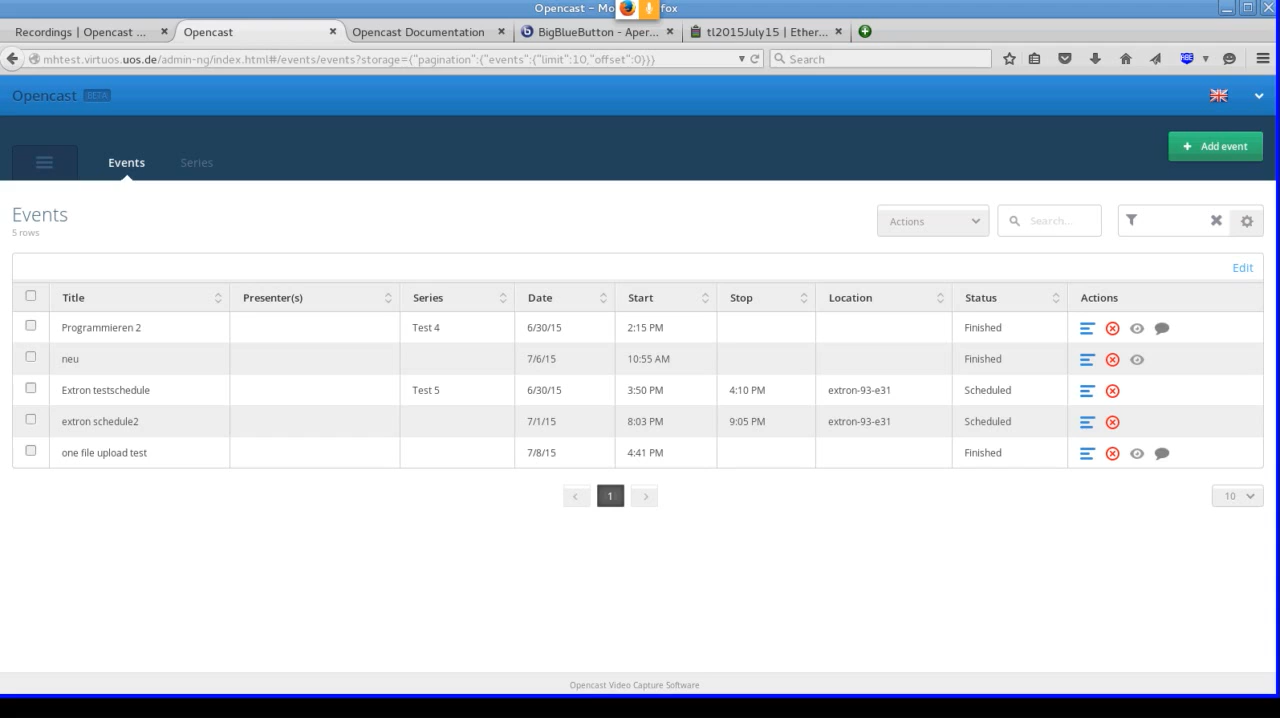 Opencast - Mo fox
Recordings | Opencast ... Opencast Opencast Documentation BigBlueButton - Aper... tl2015July15 | Ether...
mhtest.virtuos.uos.de/admin-ng/index.html#/events/events?storage={"pagination":{"events":{"limit":10,"offset":0}}} Search ABP
Opencast BETA
Events Series + Add event
Events
5 rows
Actions Search...
Edit
Title Presenter(s) Series Date Start Stop Location Status Actions
Programmieren 2 Test 4 6/30/15 2:15 PM Finished
neu 7/6/15 10:55 AM Finished
Extron testschedule Test 5 6/30/15 3:50 PM 4:10 PM extron-93-e31 Scheduled
extron schedule2 7/1/15 8:03 PM 9:05 PM extron-93-e31 Scheduled
one file upload test 7/8/15 4:41 PM Finished
< 1 > 10
Opencast Video Capture Software